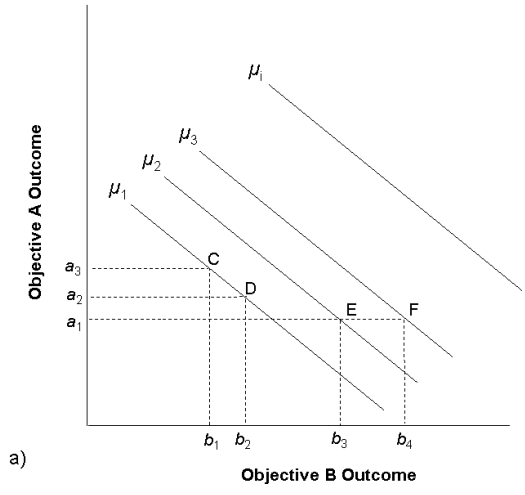 μi
μ3
μ2
μ1
Objective A Outcome
C
a3
D
a2
E
F
a1
b1
b2
b3
b4
a)
Objective B Outcome